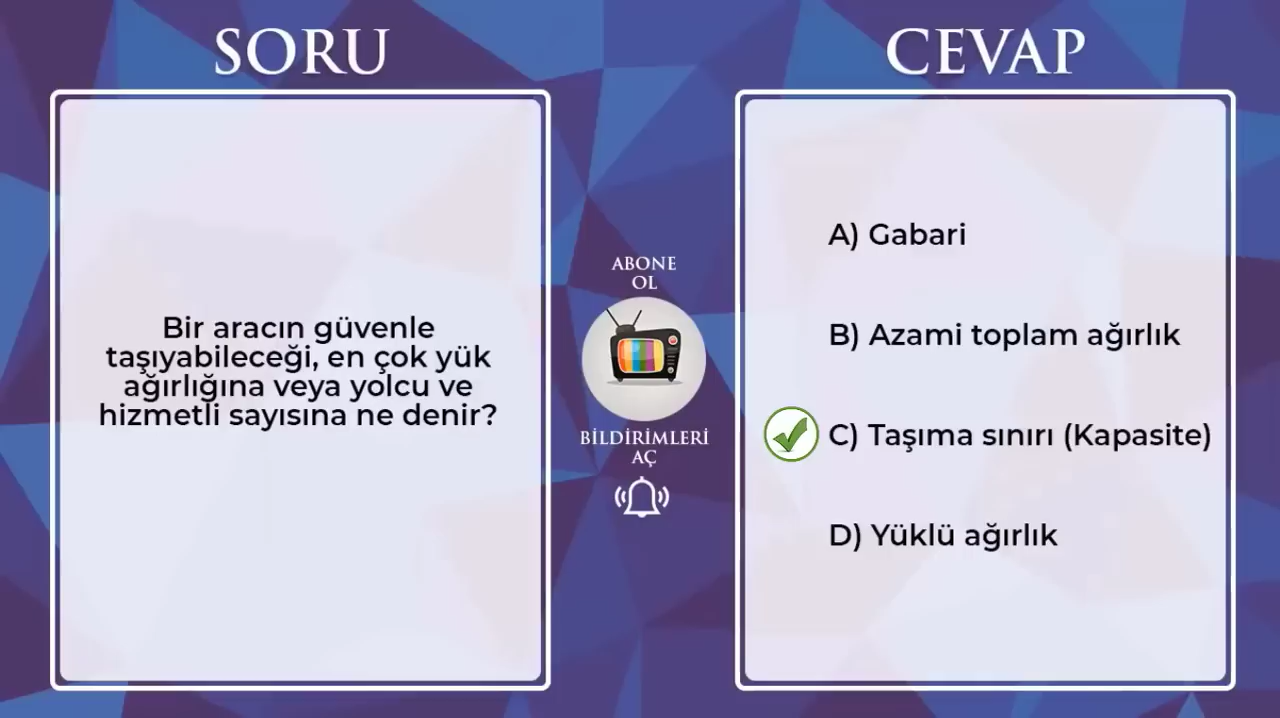 SORU
Bir aracın güvenle
taşıyabileceği, en çok yük
ağırlığına veya yolcu ve
hizmetli sayısına ne denir?
ABONE
OL
BİLDİRİMLERİ
AÇ
CEVAP
A) Gabari
B) Azami toplam ağırlık
C) Taşıma sınırı (Kapasite)
D) Yüklü ağırlık